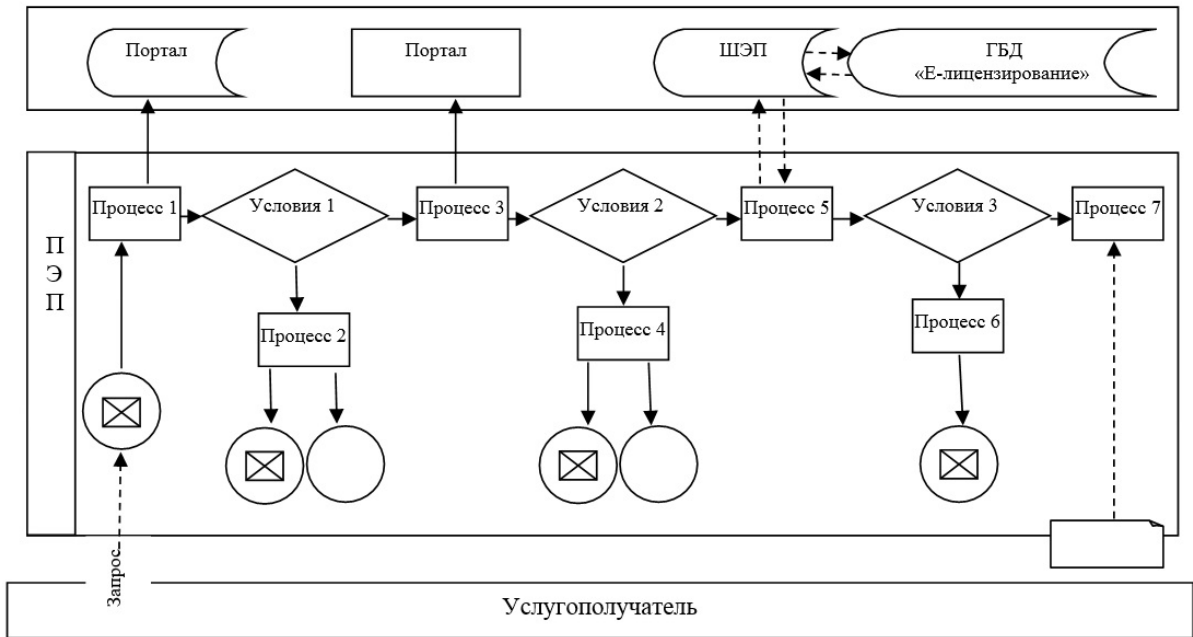 Портал
Портал
ШЭП
ГБД
«Е-лицензирование»
ПЭП
Процесс 1
Условия 1
Процесс 3
Условия 2
Процесс 5
Условия 3
Процесс 7
Процесс 2
Процесс 4
Процесс 6
Запрос
Услугополучатель